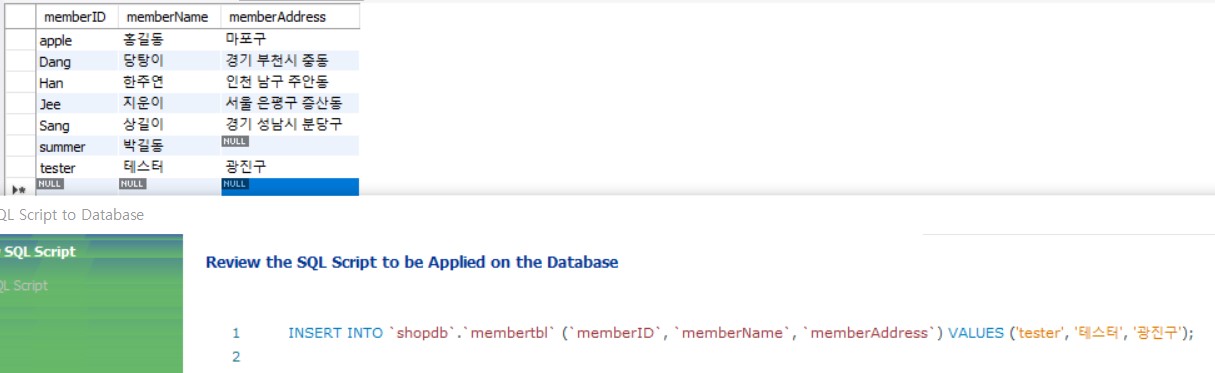 memberID memberName memberAddress
apple 홍길동 마포구
Dang 당탕이 경기 부천시 중동
Han 한주연 인천 남구 주안동
Jee 지운이 서울 은평구 증산동
Sang 상길이 경기 성남시 분당구
summer 박길동 NULL
tester 테스터 광진구
NULL NULL NULL
QL Script to Database
SQL Script
QL Script
Review the SQL Script to be Applied on the Database
1 INSERT INTO `shopdb`.`membertbl` (`memberID`, `memberName`, `memberAddress`) VALUES ('tester', '테스터', '광진구');
2